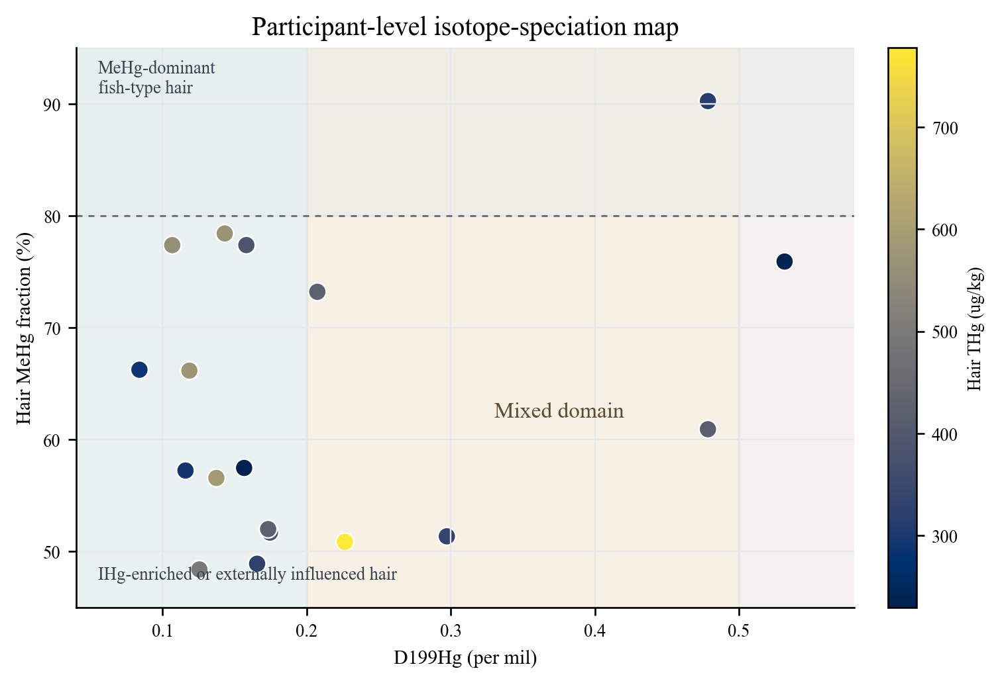 Participant-level isotope-speciation map
MeHg-dominant
fish-type hair
90
80
70
60
50
Hair MeHg fraction (%)
Mixed domain
IHg-enriched or externally influenced hair
0.1
0.2
0.3
0.4
0.5
D199Hg (per mil)
700
600
500
400
300
Hair THg (ug/kg)